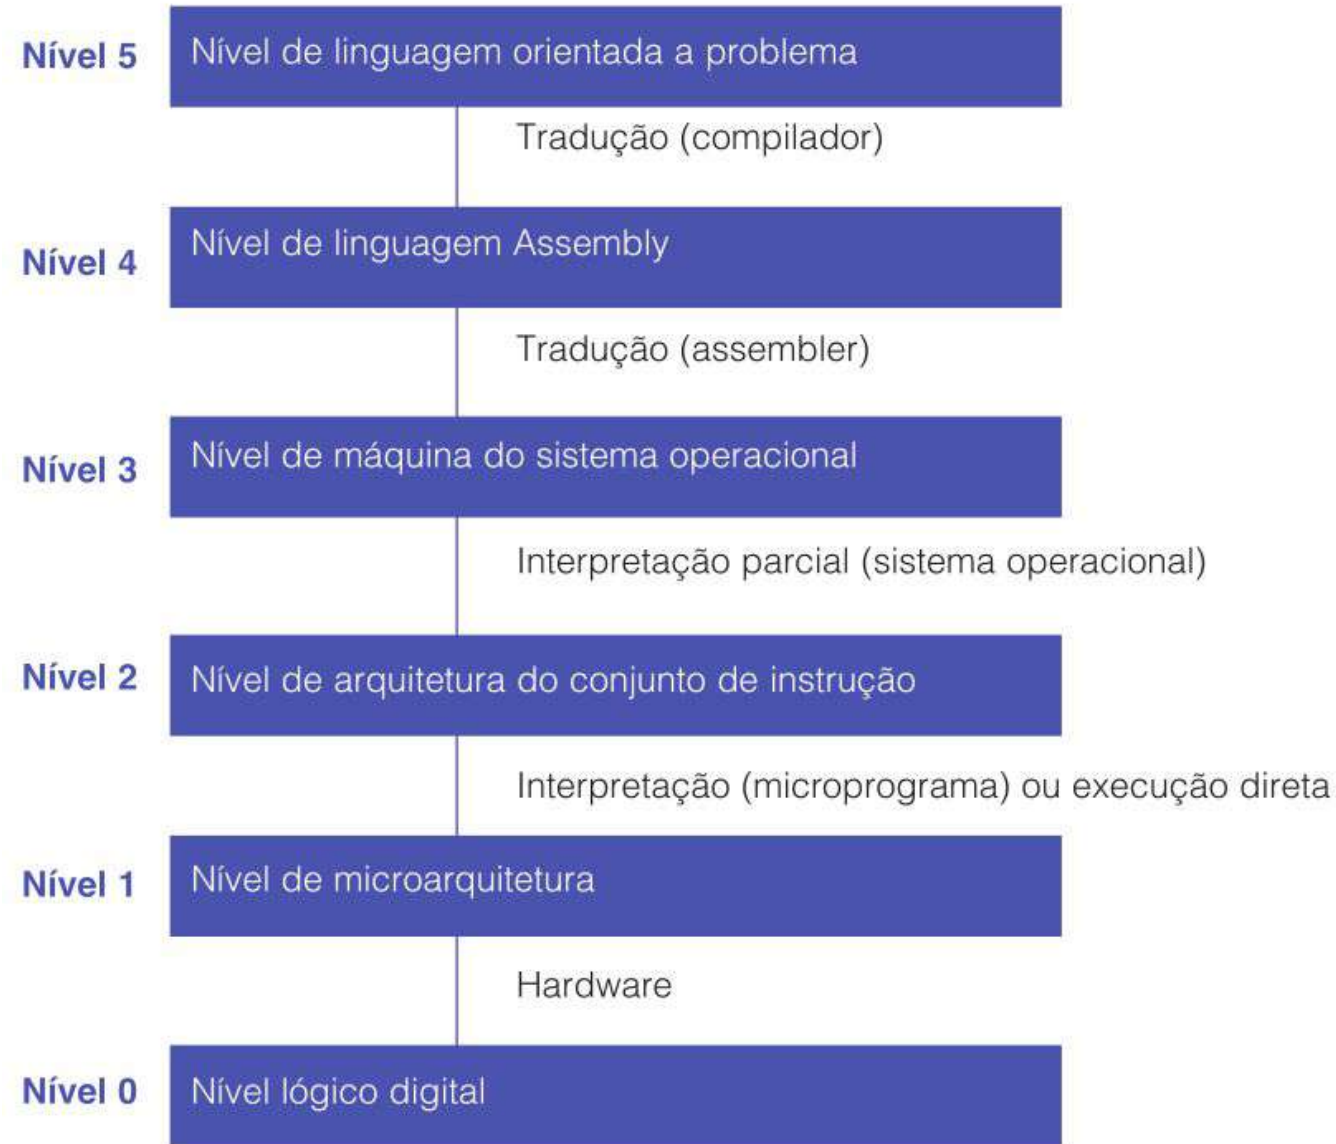 Nível 5
Nível de linguagem orientada a problema
Tradução (compilador)
Nível 4
Nível de linguagem Assembly
Tradução (assembler)
Nível 3
Nível de máquina do sistema operacional
Interpretação parcial (sistema operacional)
Nível 2
Nível de arquitetura do conjunto de instrução
Interpretação (microprograma) ou execução direta
Nível 1
Nível de microarquitetura
Hardware
Nível 0
Nível lógico digital